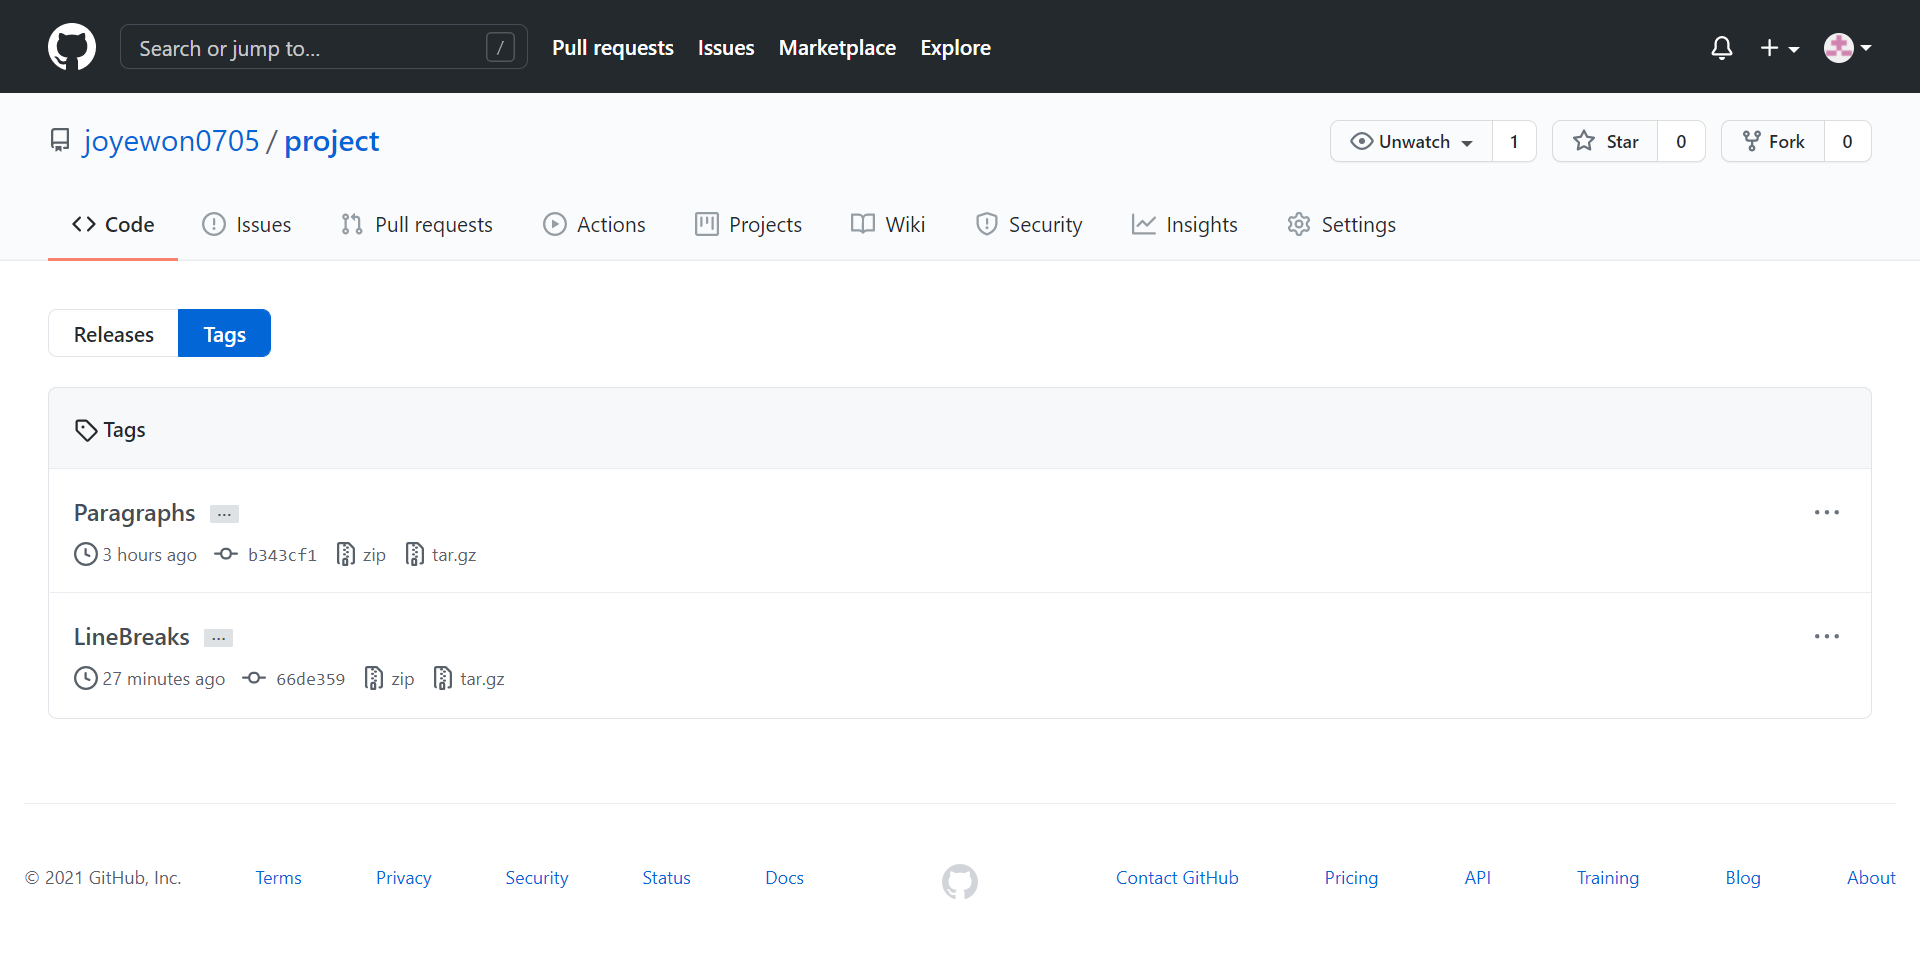 Search or jump to... / Pull requests Issues Marketplace Explore
joyewon0705 / project Unwatch 1 Star 0 Fork 0
Code Issues Pull requests Actions Projects Wiki Security Insights Settings
Releases Tags
Tags
Paragraphs ...
3 hours ago b343cf1 zip tar.gz
LineBreaks ...
27 minutes ago 66de359 zip tar.gz
© 2021 GitHub, Inc. Terms Privacy Security Status Docs Contact GitHub Pricing API Training Blog About